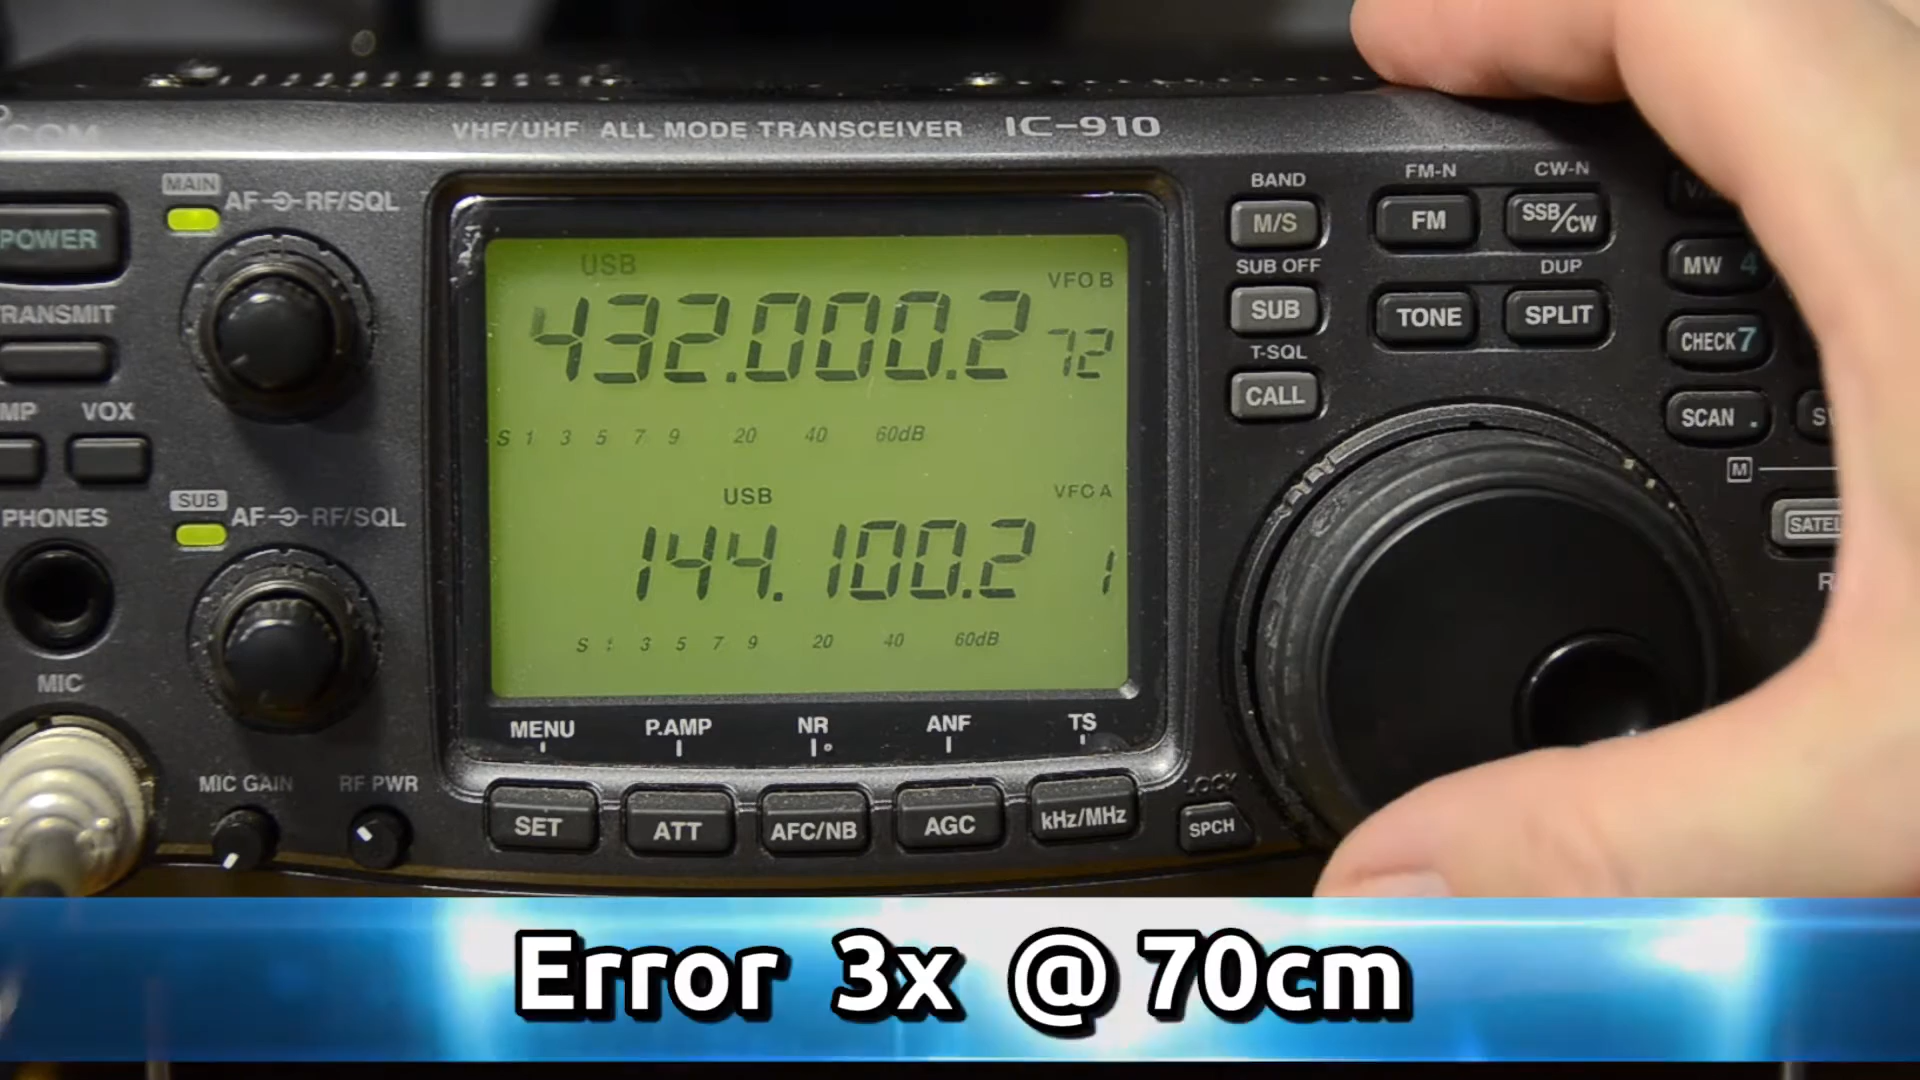 VHF/UHF ALL MODE TRANSCEIVER IC-910
COM
POWER
MAIN
AF RF/SQL
TRANSMIT
MP VOX
SUB
AF RF/SQL
PHONES
MIC
MIC GAIN RF PWR
USB
VFO B
432.000.2 72
S 1 3 5 7 9 20 40 60dB
USB
VFO A
144.100.2 1
S 1 3 5 7 9 20 40 60dB
MENU P.AMP NR ANF TS
SET ATT AFC/NB AGC kHz/MHz
LOCK
SPCH
BAND
M/S
SUB OFF
SUB
T-SQL
CALL
FM-N CW-N
FM SSB/CW
DUP
TONE SPLIT
MW 4
CHECK 7
SCAN .
M
SATEL
R
Error 3x @ 70cm